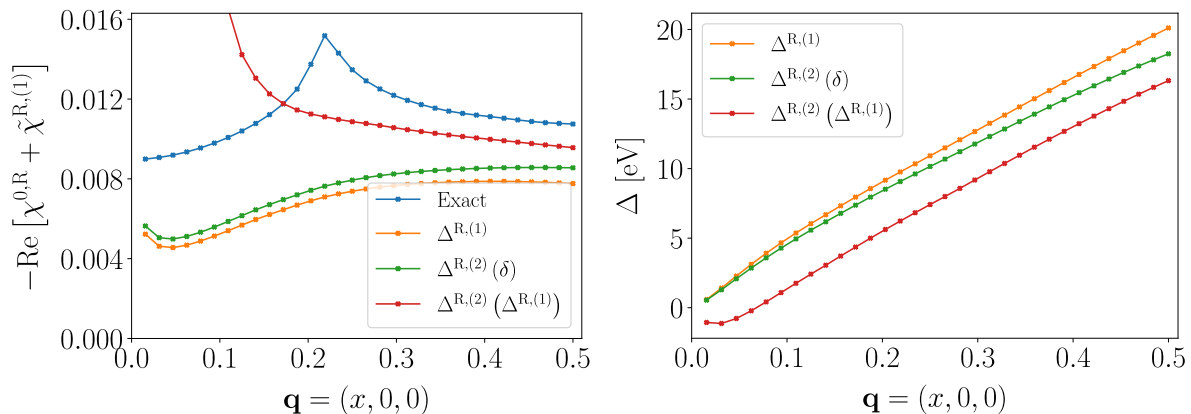 −Re [χ^{0,R} + χ̃^{R,(1)}]
0.016
0.012
0.008
0.004
0.000
Exact
Δ^{R,(1)}
Δ^{R,(2)} (δ)
Δ^{R,(2)} (Δ^{R,(1)})
0.0 0.1 0.2 0.3 0.4 0.5
q = (x, 0, 0)
Δ [eV]
20
15
10
5
0
Δ^{R,(1)}
Δ^{R,(2)} (δ)
Δ^{R,(2)} (Δ^{R,(1)})
0.0 0.1 0.2 0.3 0.4 0.5
q = (x, 0, 0)